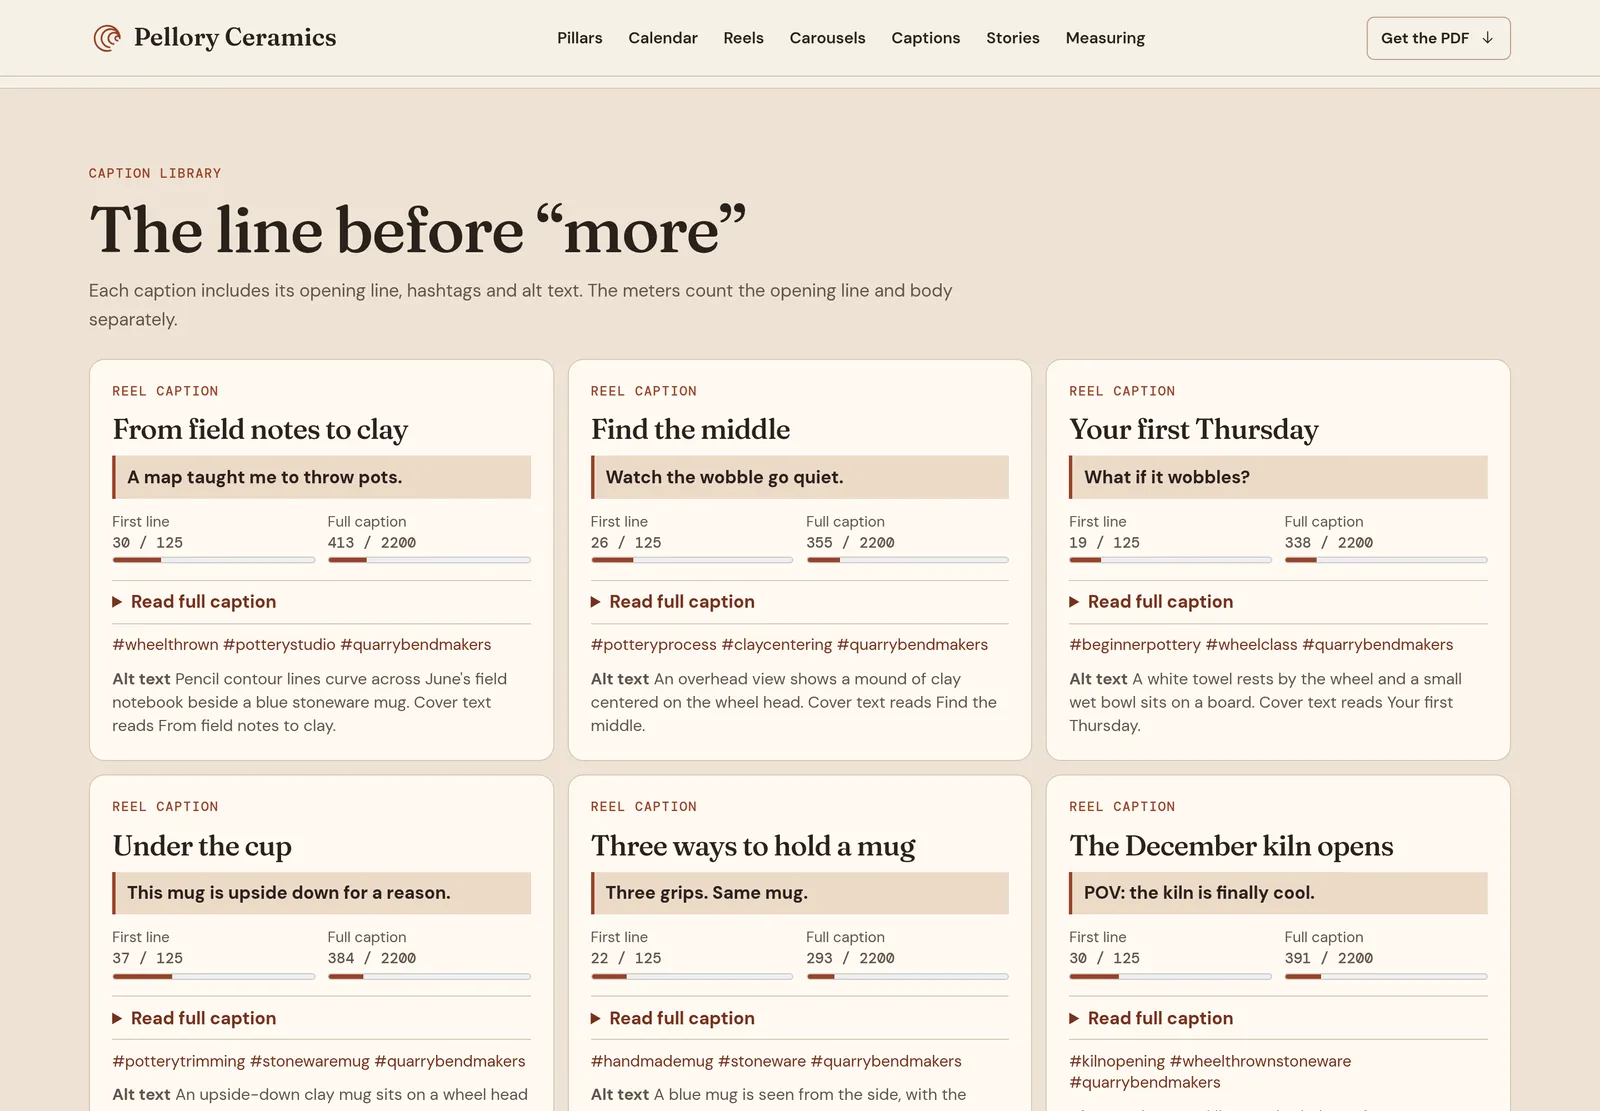 Pellory Ceramics
Pillars
Calendar
Reels
Carousels
Captions
Stories
Measuring
Get the PDF ↓
CAPTION LIBRARY
The line before “more”
Each caption includes its opening line, hashtags and alt text. The meters count the opening line and body
separately.
REEL CAPTION
From field notes to clay
A map taught me to throw pots.
First line
30 / 125
Full caption
413 / 2200
Read full caption
#wheelthrown #potterystudio #quarrybendmakers
Alt text Pencil contour lines curve across June's field
notebook beside a blue stoneware mug. Cover text
reads From field notes to clay.
REEL CAPTION
Find the middle
Watch the wobble go quiet.
First line
26 / 125
Full caption
355 / 2200
Read full caption
#potteryprocess #claycentering #quarrybendmakers
Alt text An overhead view shows a mound of clay
centered on the wheel head. Cover text reads Find the
middle.
REEL CAPTION
Your first Thursday
What if it wobbles?
First line
19 / 125
Full caption
338 / 2200
Read full caption
#beginnerpottery #wheelclass #quarrybendmakers
Alt text A white towel rests by the wheel and a small
wet bowl sits on a board. Cover text reads Your first
Thursday.
REEL CAPTION
Under the cup
This mug is upside down for a reason.
First line
37 / 125
Full caption
384 / 2200
Read full caption
#potterytrimming #stonewaremug #quarrybendmakers
Alt text An upside-down clay mug sits on a wheel head
REEL CAPTION
Three ways to hold a mug
Three grips. Same mug.
First line
22 / 125
Full caption
293 / 2200
Read full caption
#handmademug #stoneware #quarrybendmakers
Alt text A blue mug is seen from the side, with the
REEL CAPTION
The December kiln opens
POV: the kiln is finally cool.
First line
30 / 125
Full caption
391 / 2200
Read full caption
#kilnopening #wheelthrownstoneware
#quarrybendmakers